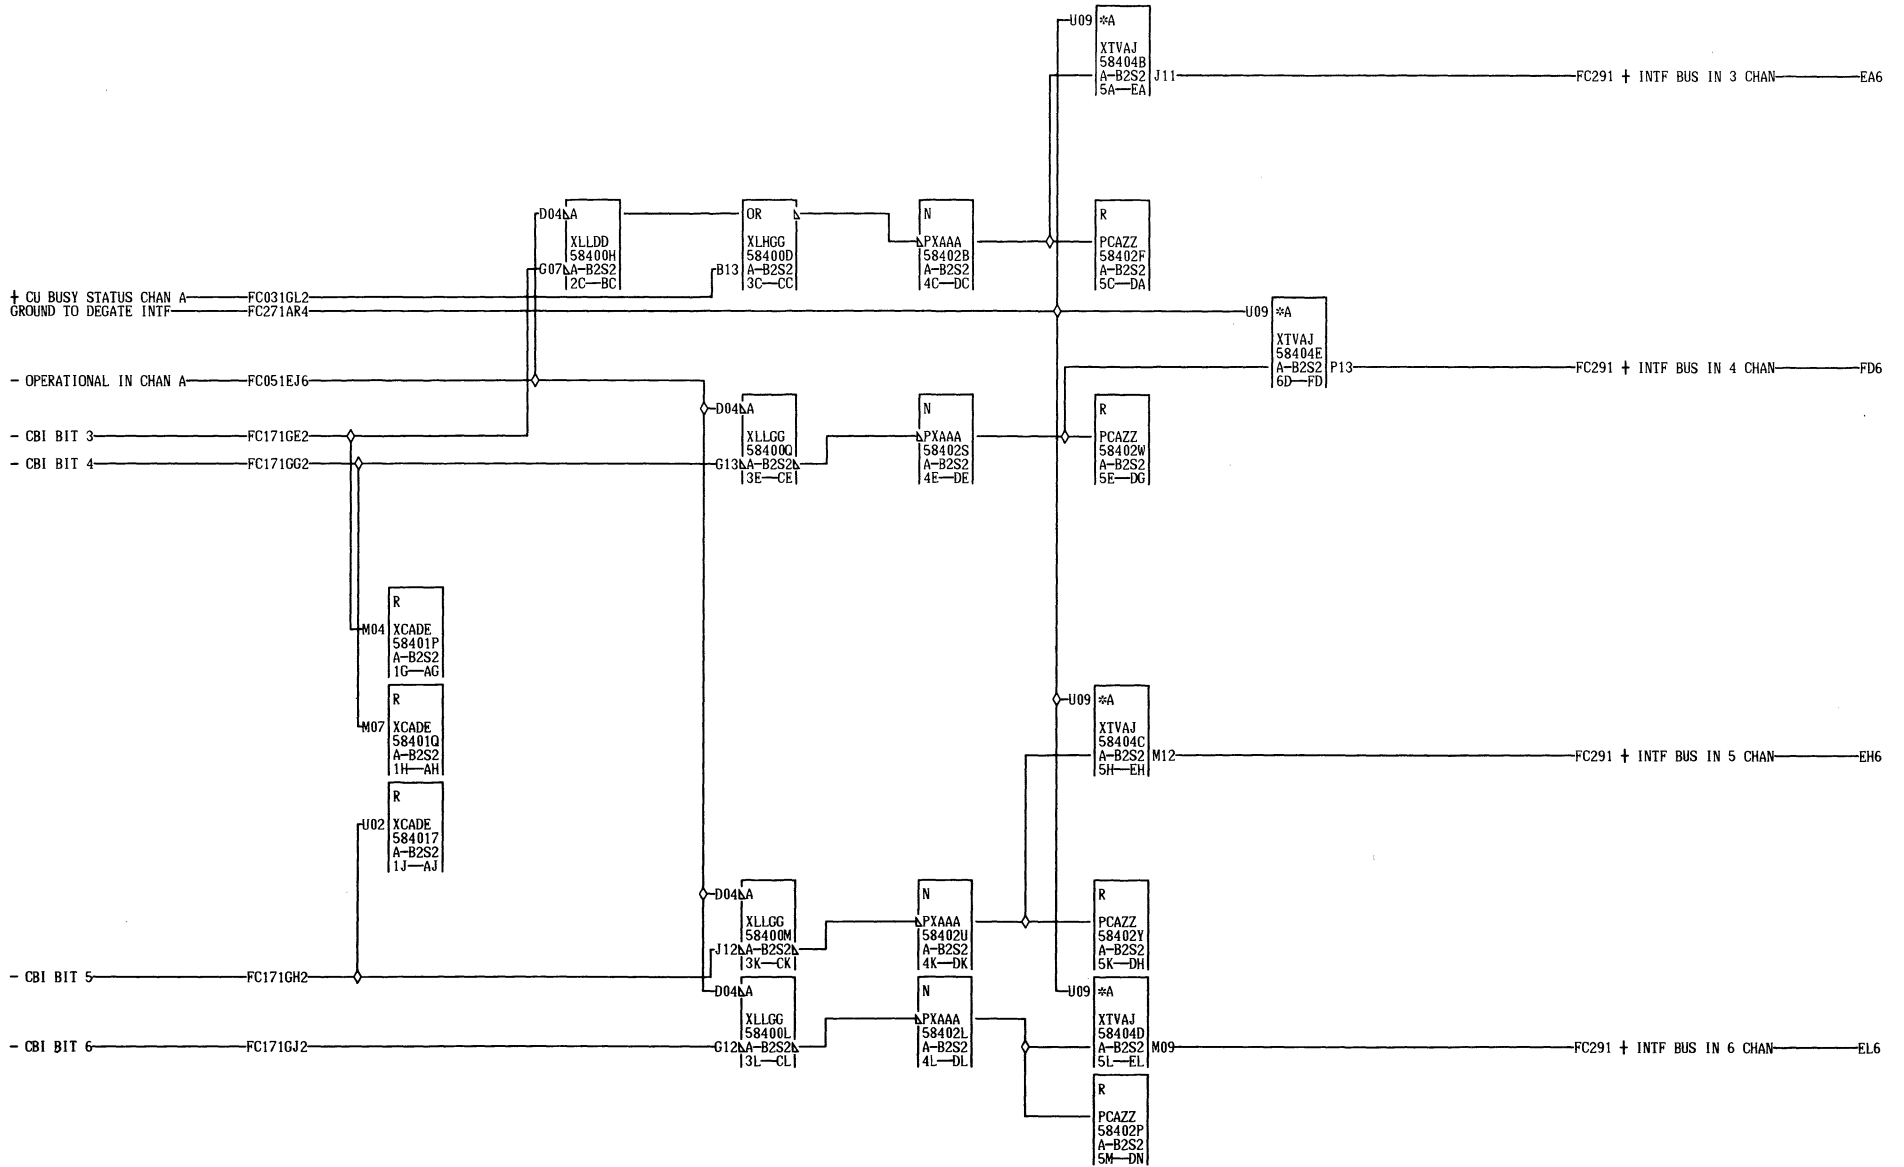 U09 *A
XTVAJ
58404B
A-B2S2 J11 FC291 + INTF BUS IN 3 CHAN EA6
5A—EA
D04 A
XLLDD
58400H
G07 A-B2S2
2C—BC
OR
XLHGG
58400D
B13 A-B2S2
3C—CC
N
PXAAA
58402B
A-B2S2
4C—DC
R
PCAZZ
58402F
A-B2S2
5C—DA
+ CU BUSY STATUS CHAN A FC031GL2
GROUND TO DEGATE INTF FC271AR4
U09 *A
XTVAJ
58404E
A-B2S2 P13 FC291 + INTF BUS IN 4 CHAN FD6
6D—FD
- OPERATIONAL IN CHAN A FC051EJ6
- CBI BIT 3 FC171GE2
- CBI BIT 4 FC171GG2
D04 A
XLLGG
58400Q
G13 A-B2S2
3E—CE
N
PXAAA
58402S
A-B2S2
4E—DE
R
PCAZZ
58402W
A-B2S2
5E—DG
R
M04 XCADE
58401P
A-B2S2
1G—AG
R
M07 XCADE
58401Q
A-B2S2
1H—AH
R
U02 XCADE
584017
A-B2S2
1J—AJ
U09 *A
XTVAJ
58404C
A-B2S2 M12 FC291 + INTF BUS IN 5 CHAN EH6
5H—EH
D04 A
XLLGG
58400M
J12 A-B2S2
3K—CK
N
PXAAA
58402U
A-B2S2
4K—DK
R
PCAZZ
58402Y
A-B2S2
5K—DH
- CBI BIT 5 FC171GH2
D04 A
XLLGG
58400L
G12 A-B2S2
3L—CL
N
PXAAA
58402L
A-B2S2
4L—DL
U09 *A
XTVAJ
58404D
A-B2S2 M09 FC291 + INTF BUS IN 6 CHAN EL6
5L—EL
- CBI BIT 6 FC171GJ2
R
PCAZZ
58402P
A-B2S2
5M—DN